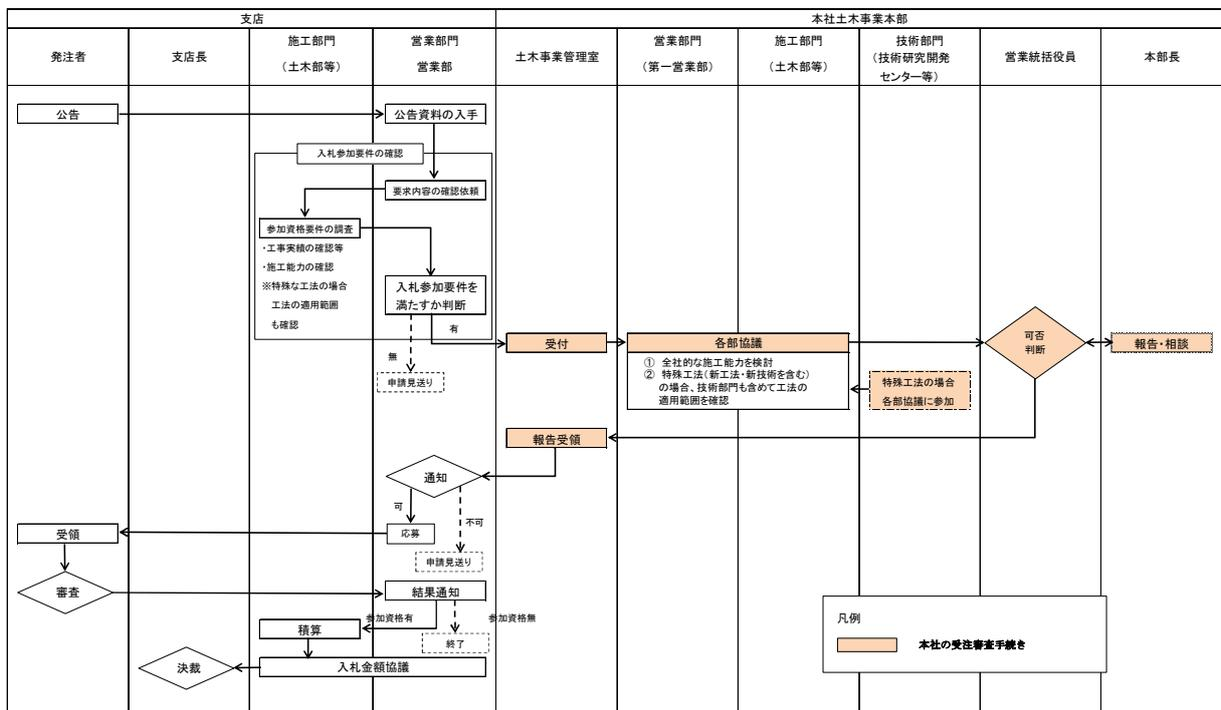 支店
本社土木事業本部
発注者
支店長
施工部門
（土木部等）
営業部門
営業部
土木事業管理室
営業部門
（第一営業部）
施工部門
（土木部等）
技術部門
（技術研究開発
センター等）
営業統括役員
本部長
公告
公告資料の入手
入札参加要件の確認
要求内容の確認依頼
参加資格要件の調査
・工事実績の確認等
・施工能力の確認
※特殊な工法の場合
工法の適用範囲
も確認
入札参加要件を
満たすか判断
有
無
申請見送り
受付
各部協議
① 全社的な施工能力を検討
② 特殊工法（新工法・新技術を含む）
の場合、技術部門も含めて工法の
適用範囲を確認
特殊工法の場合
各部協議に参加
可否
判断
報告・相談
報告受領
通知
可
不可
応募
申請見送り
受領
審査
結果通知
参加資格有
参加資格無
終了
積算
入札金額協議
決裁
凡例
本社の受注審査手続き